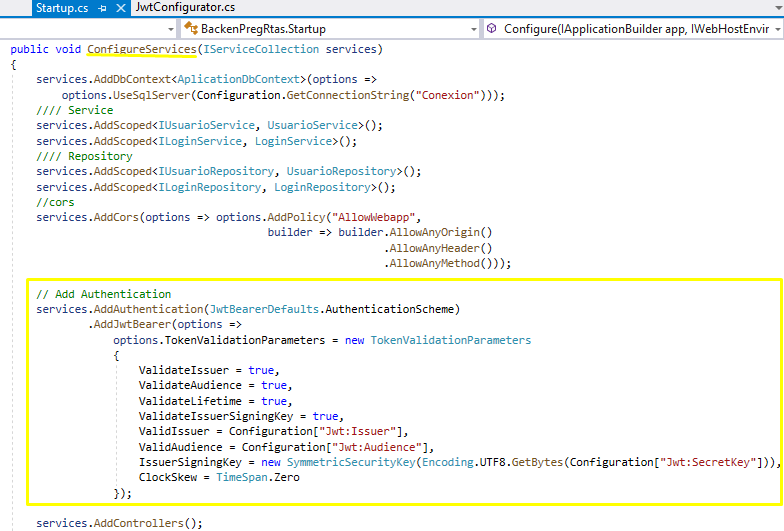 Startup.cs JwtConfigurator.cs
BackenPregRtas.Startup Configure(IApplicationBuilder app, IWebHostEnvir
public void ConfigureServices(IServiceCollection services)
{
services.AddDbContext<AplicationDbContext>(options =>
options.UseSqlServer(Configuration.GetConnectionString("Conexion")));
//// Service
services.AddScoped<IUsuarioService, UsuarioService>();
services.AddScoped<ILoginService, LoginService>();
//// Repository
services.AddScoped<IUsuarioRepository, UsuarioRepository>();
services.AddScoped<ILoginRepository, LoginRepository>();
//cors
services.AddCors(options => options.AddPolicy("AllowWebapp",
builder => builder.AllowAnyOrigin()
.AllowAnyHeader()
.AllowAnyMethod()));
// Add Authentication
services.AddAuthentication(JwtBearerDefaults.AuthenticationScheme)
.AddJwtBearer(options =>
options.TokenValidationParameters = new TokenValidationParameters
{
ValidateIssuer = true,
ValidateAudience = true,
ValidateLifetime = true,
ValidateIssuerSigningKey = true,
ValidIssuer = Configuration["Jwt:Issuer"],
ValidAudience = Configuration["Jwt:Audience"],
IssuerSigningKey = new SymmetricSecurityKey(Encoding.UTF8.GetBytes(Configuration["Jwt:SecretKey"])),
ClockSkew = TimeSpan.Zero
});
services.AddControllers();